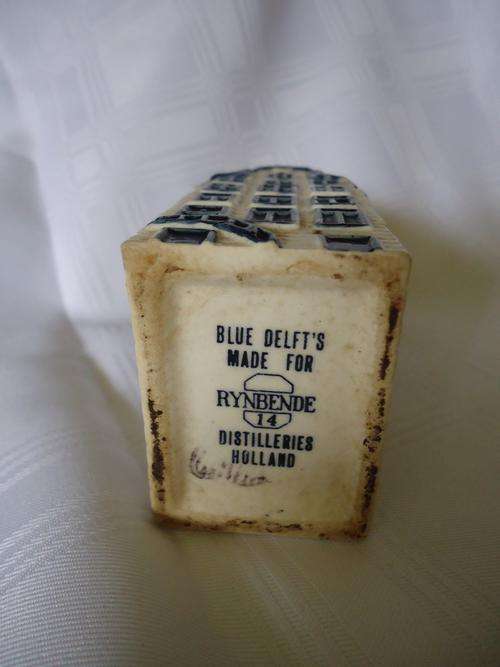 BLUE DELFT'S
MADE FOR
RYNBENDE
14
DISTILLERIES
HOLLAND